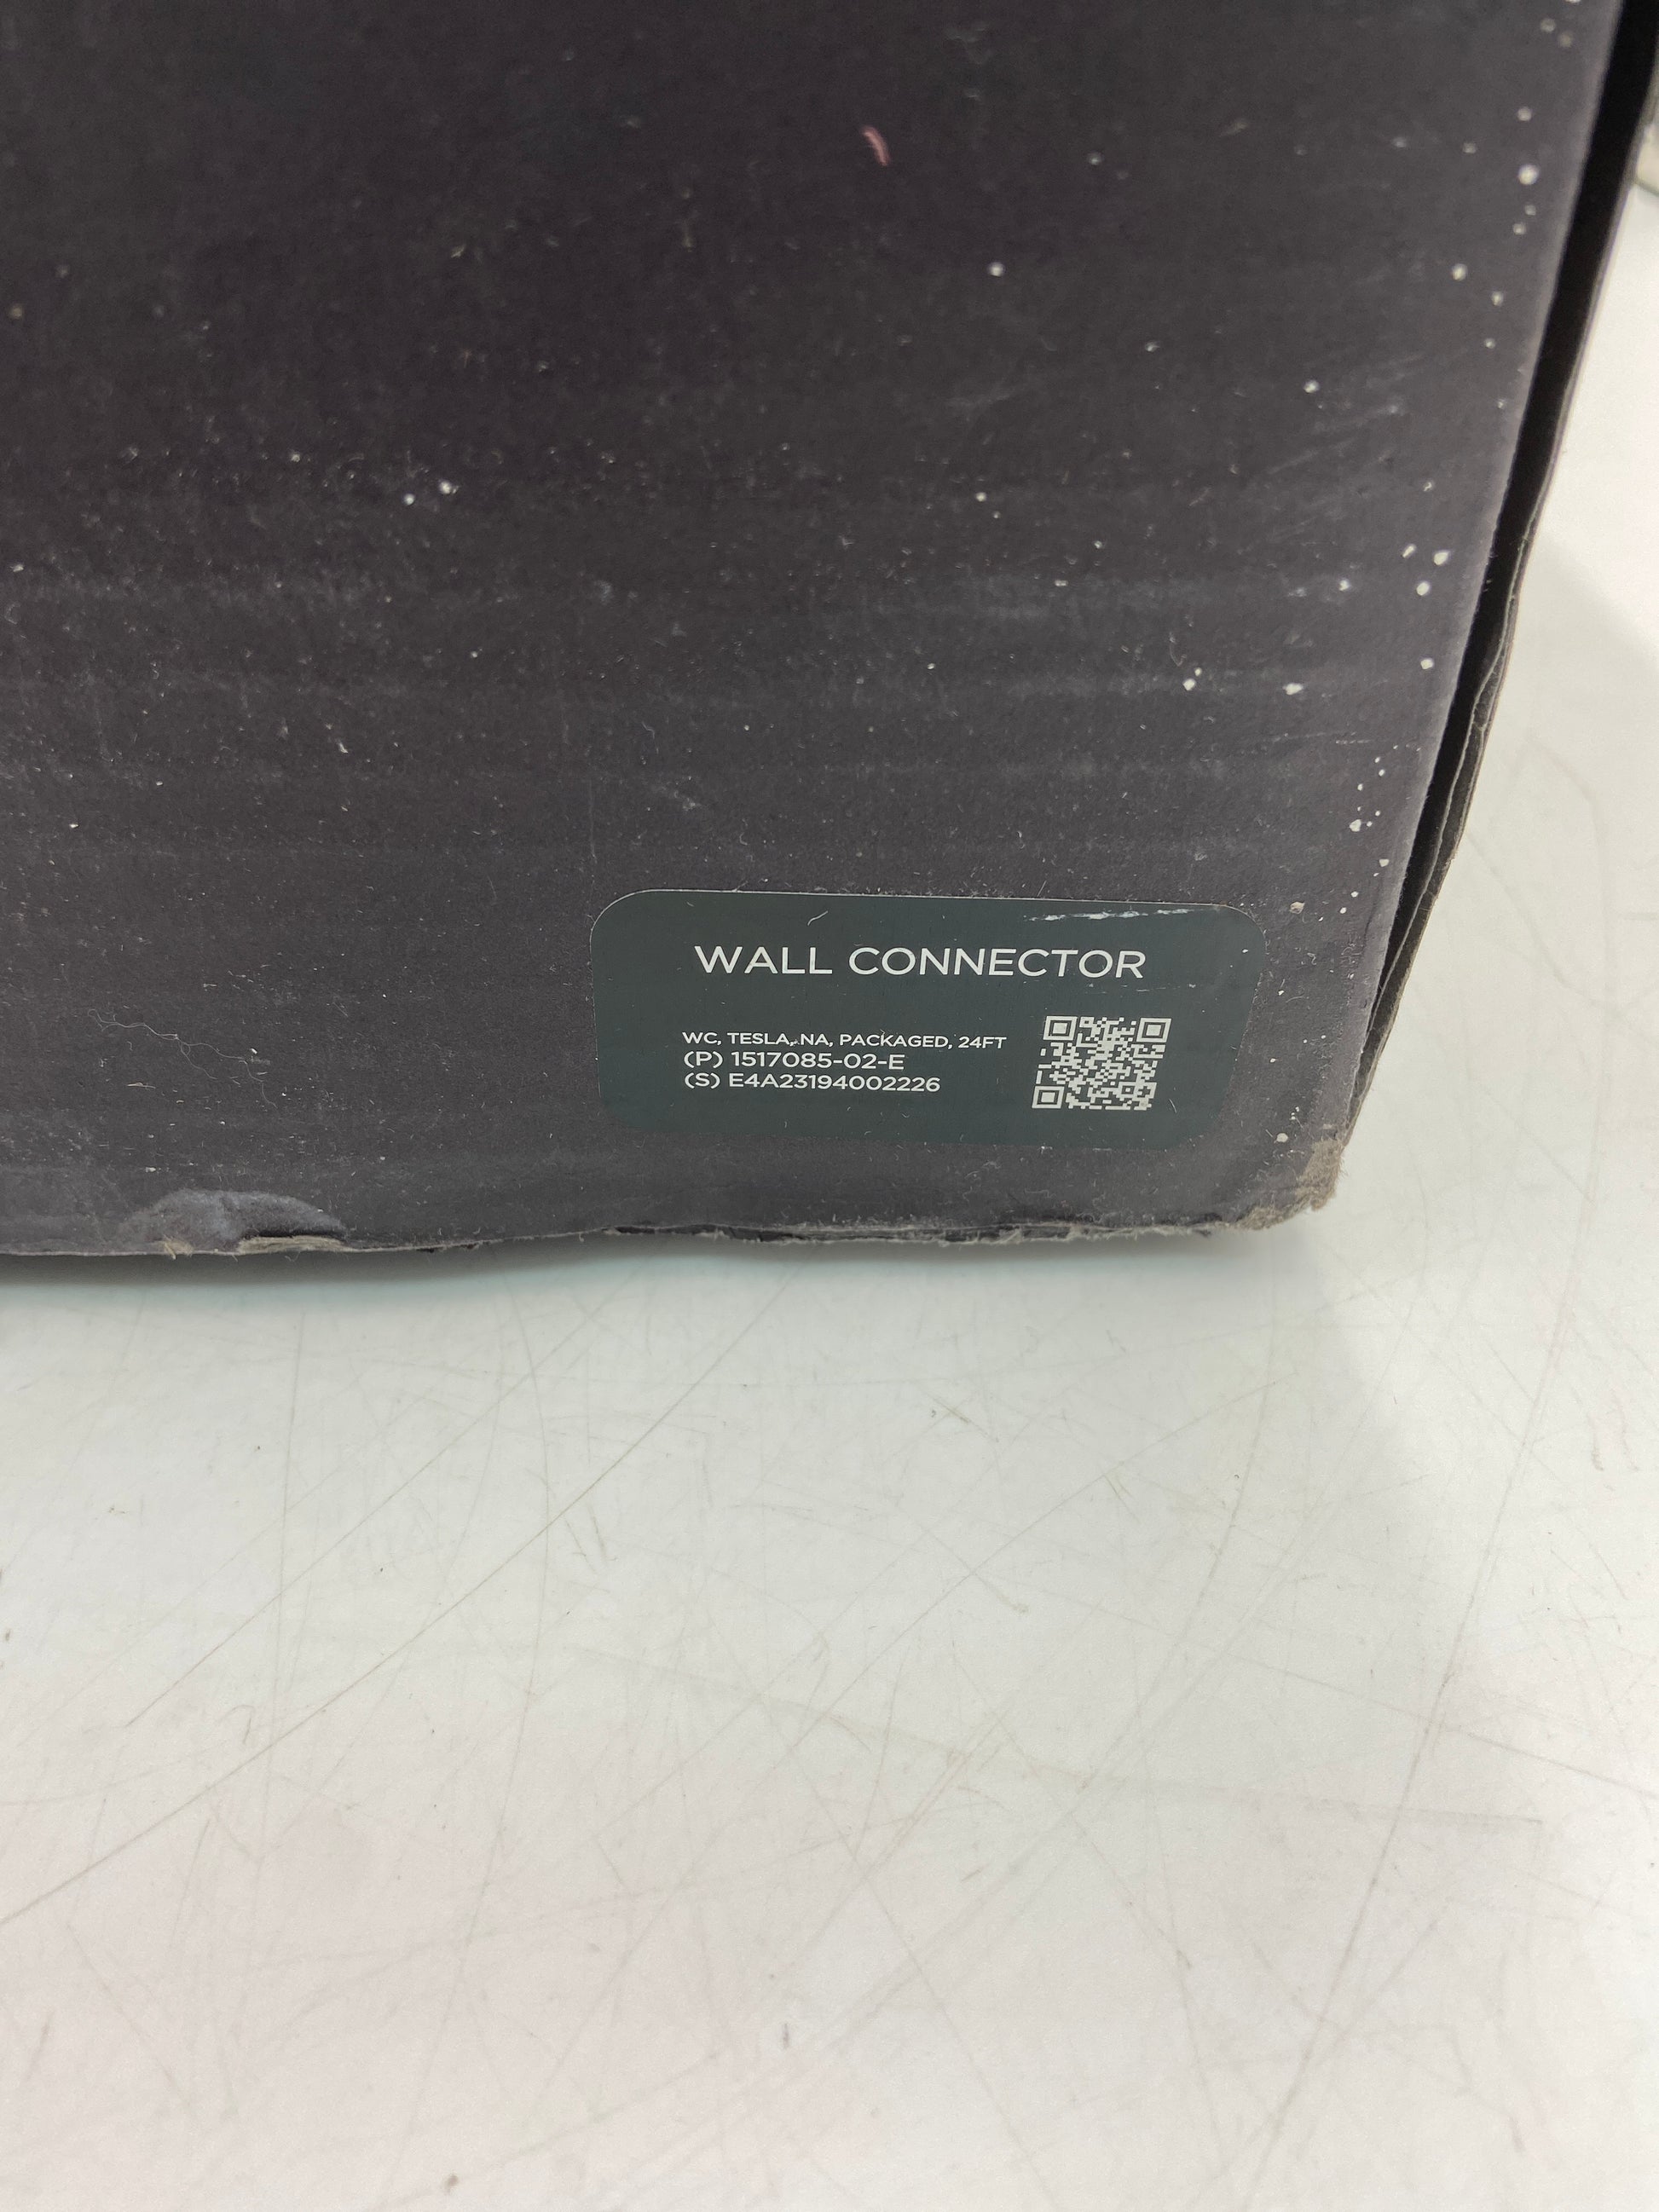 WALL CONNECTOR
WC, TESLA, NA, PACKAGED, 24FT
(P) 1517085-02-E
(S) E4A23194002226